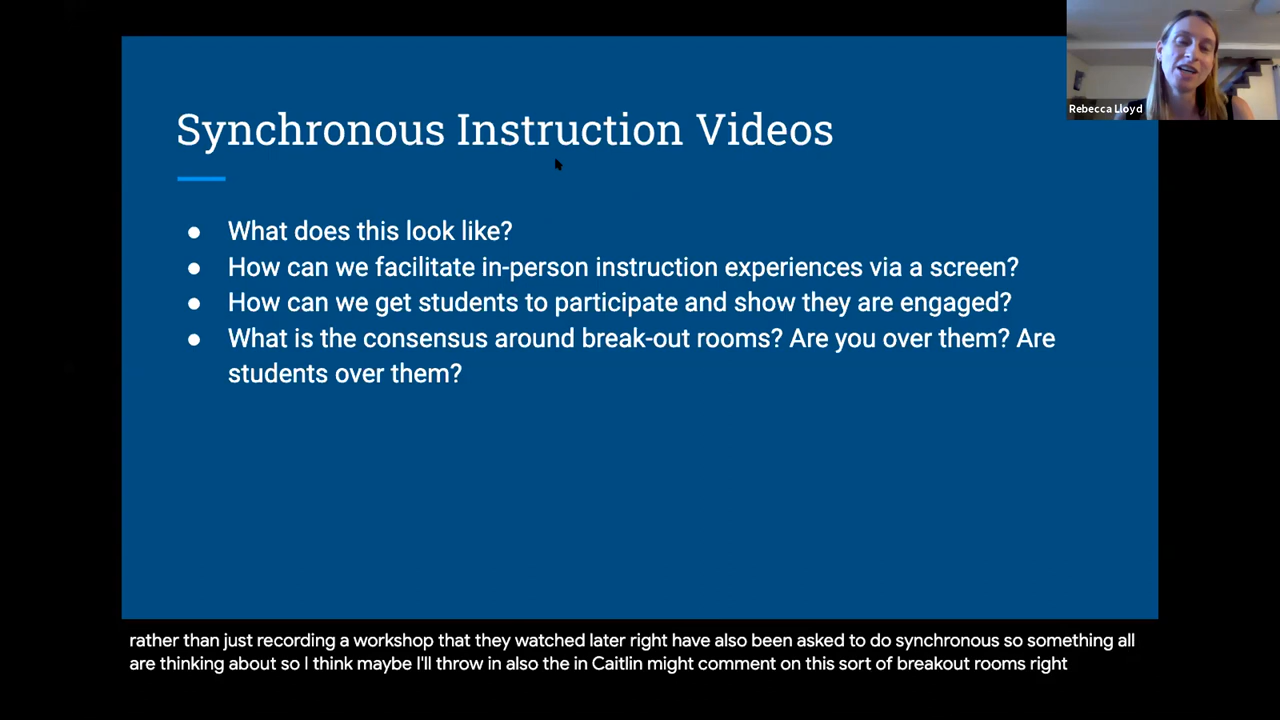 Rebecca Lloyd
Synchronous Instruction Videos
● What does this look like?
● How can we facilitate in-person instruction experiences via a screen?
● How can we get students to participate and show they are engaged?
● What is the consensus around break-out rooms? Are you over them? Are
students over them?
rather than just recording a workshop that they watched later right have also been asked to do synchronous so something all
are thinking about so I think maybe I'll throw in also the in Caitlin might comment on this sort of breakout rooms right